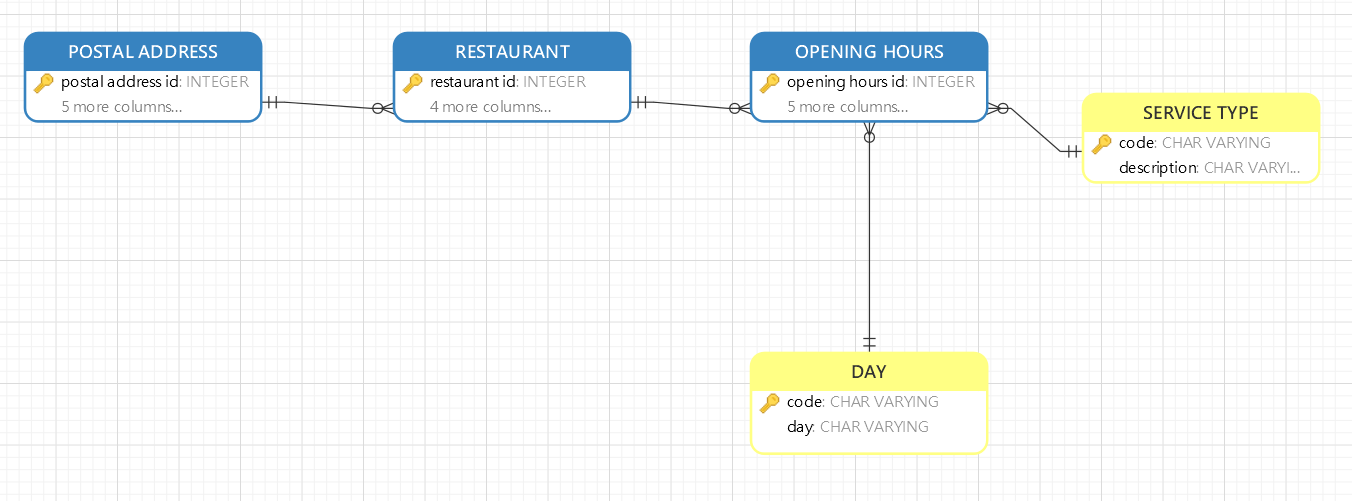 POSTAL ADDRESS
postal address id: INTEGER
5 more columns...
RESTAURANT
restaurant id: INTEGER
4 more columns...
OPENING HOURS
opening hours id: INTEGER
5 more columns...
SERVICE TYPE
code: CHAR VARYING
description: CHAR VARYI...
DAY
code: CHAR VARYING
day: CHAR VARYING